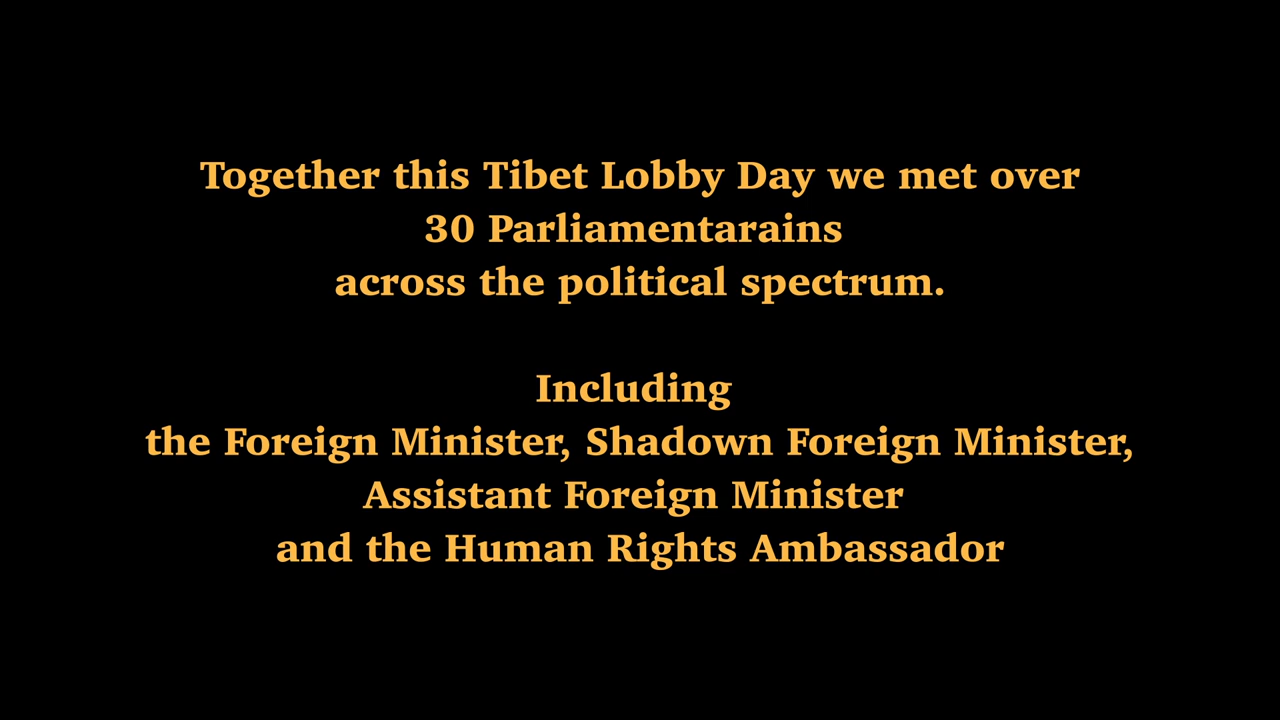 Together this Tibet Lobby Day we met over
30 Parliamentarains
across the political spectrum.
Including
the Foreign Minister, Shadown Foreign Minister,
Assistant Foreign Minister
and the Human Rights Ambassador